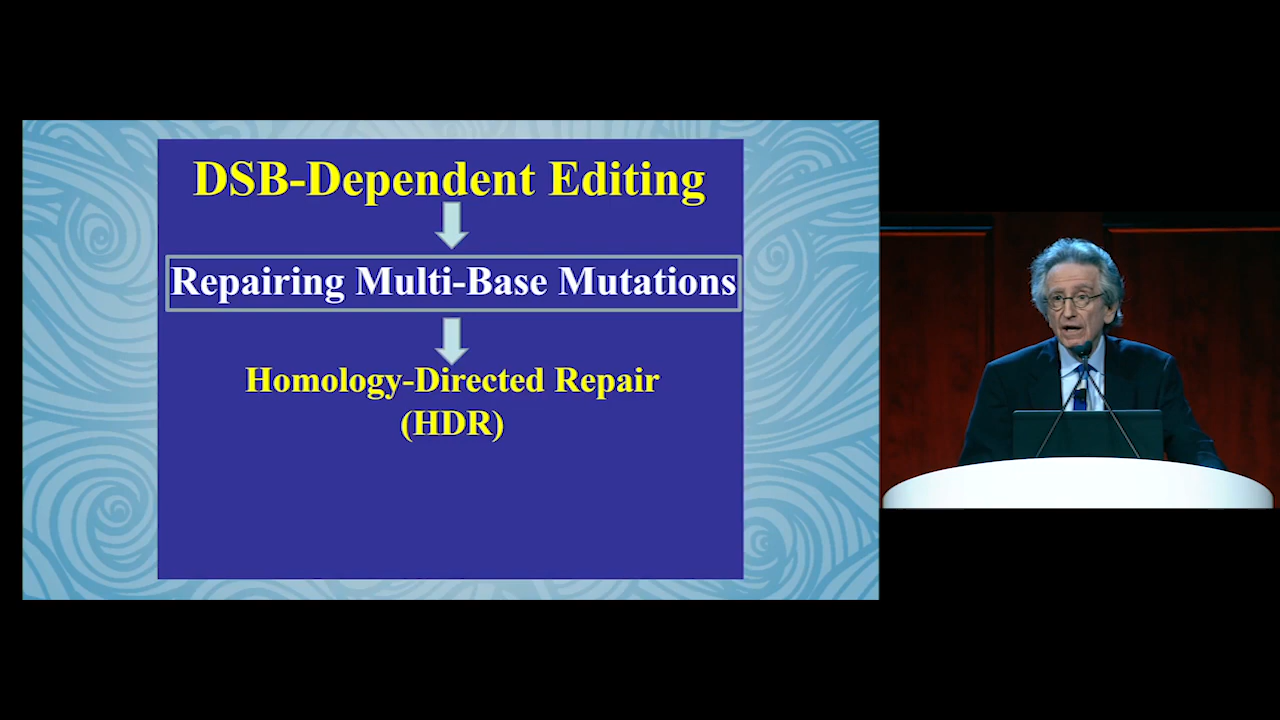 DSB-Dependent Editing
Repairing Multi-Base Mutations
Homology-Directed Repair
(HDR)